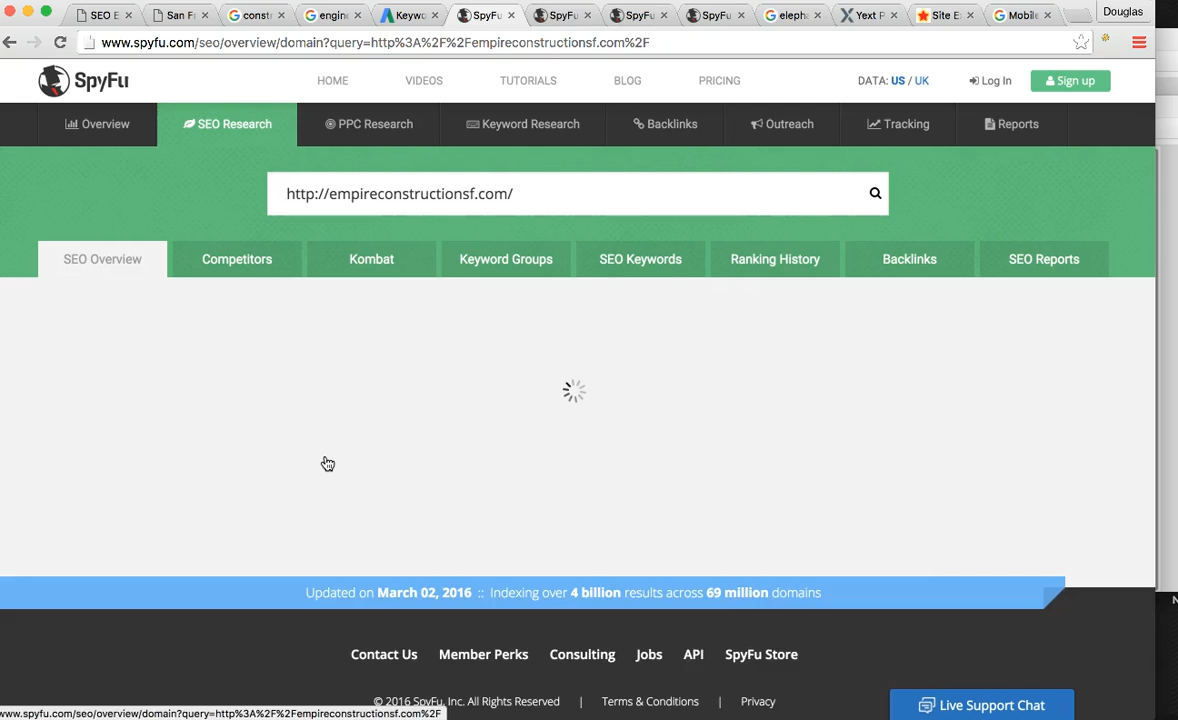 SEO E
San Fr
constr
engine
Keywo
SpyFu
SpyFu
SpyFu
SpyFu
eleph
Yext P
Site E
Mobile
Douglas
www.spyfu.com/seo/overview/domain?query=http%3A%2F%2Fempireconstructionsf.com%2F
SpyFu
HOME
VIDEOS
TUTORIALS
BLOG
PRICING
DATA: US / UK
Log In
Sign up
Overview
SEO Research
PPC Research
Keyword Research
Backlinks
Outreach
Tracking
Reports
http://empireconstructionsf.com/
SEO Overview
Competitors
Kombat
Keyword Groups
SEO Keywords
Ranking History
Backlinks
SEO Reports
Updated on March 02, 2016 :: Indexing over 4 billion results across 69 million domains
Contact Us
Member Perks
Consulting
Jobs
API
SpyFu Store
© 2016 SpyFu, Inc. All Rights Reserved | Terms & Conditions | Privacy
Live Support Chat
www.spyfu.com/seo/overview/domain?query=http%3A%2F%2Fempireconstructionsf.com%2F